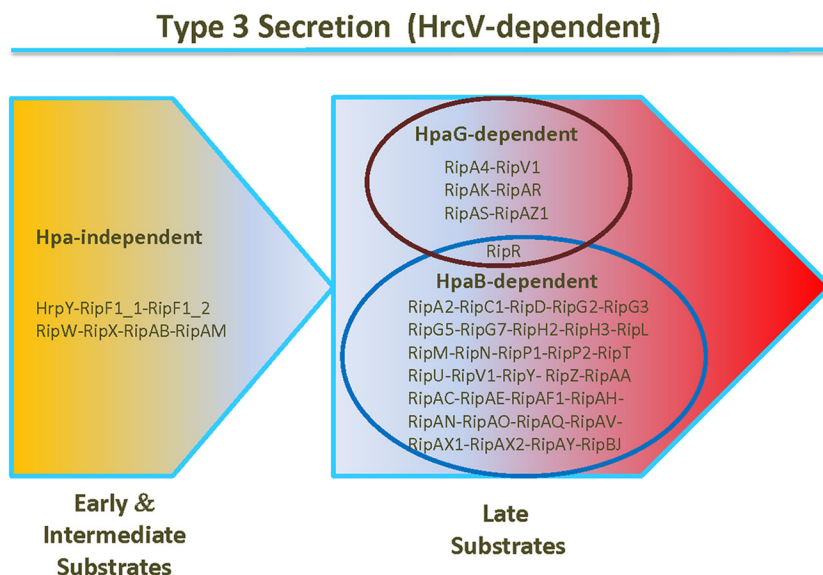 Type 3 Secretion (HrcV-dependent)
Hpa-independent
HrpY-RipF1_1-RipF1_2
RipW-RipX-RipAB-RipAM
Early &
Intermediate
Substrates
HpaG-dependent
RipA4-RipV1
RipAK-RipAR
RipAS-RipAZ1
RipR
HpaB-dependent
RipA2-RipC1-RipD-RipG2-RipG3
RipG5-RipG7-RipH2-RipH3-RipL
RipM-RipN-RipP1-RipP2-RipT
RipU-RipV1-RipY- RipZ-RipAA
RipAC-RipAE-RipAF1-RipAH-
RipAN-RipAO-RipAQ-RipAV-
RipAX1-RipAX2-RipAY-RipBJ
Late
Substrates